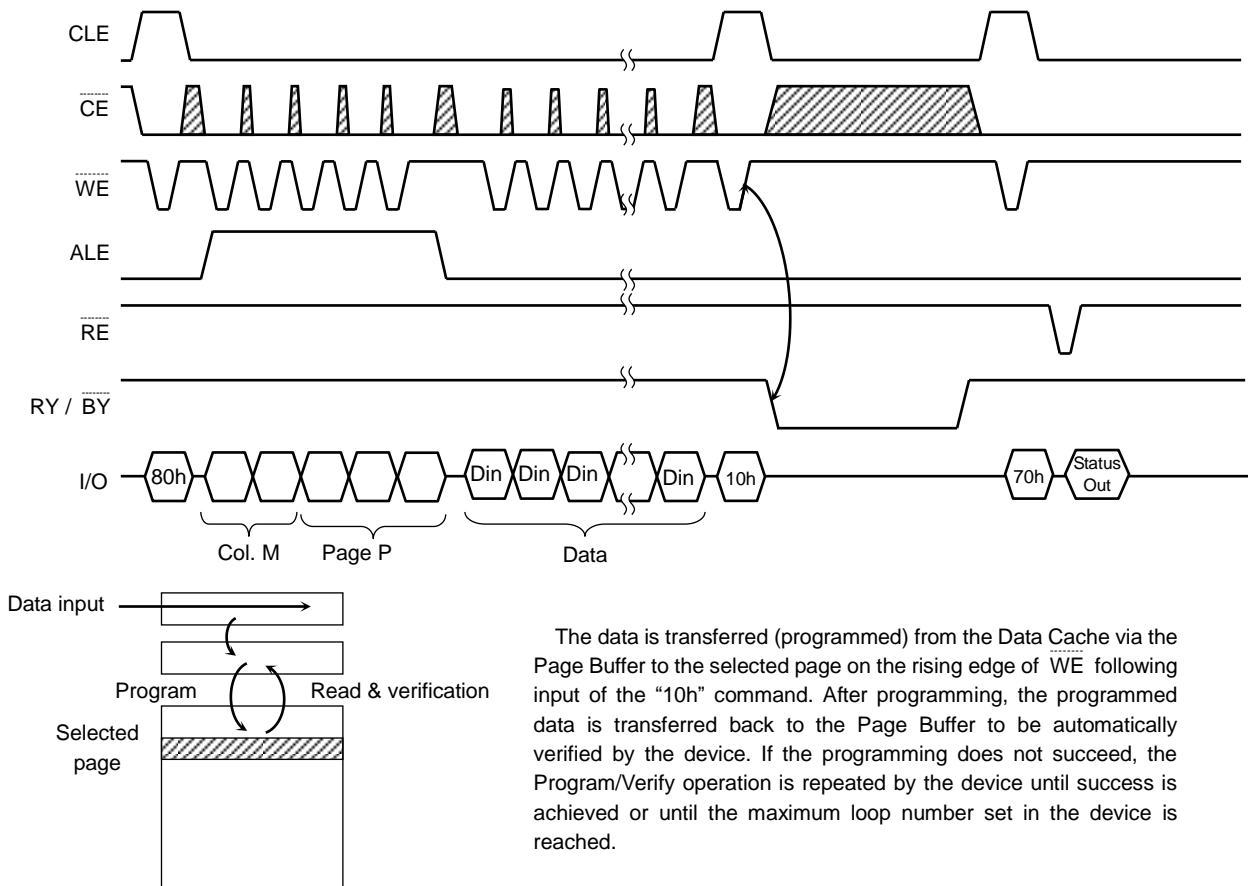 CLE
CE
WE
ALE
RE
RY / BY
I/O
80h
Din
Din
Din
Din
10h
70h
Status
Out
Col. M
Page P
Data
Data input
Program
Read & verification
Selected
page
The data is transferred (programmed) from the Data Cache via the
Page Buffer to the selected page on the rising edge of WE following
input of the “10h” command. After programming, the programmed
data is transferred back to the Page Buffer to be automatically
verified by the device. If the programming does not succeed, the
Program/Verify operation is repeated by the device until success is
achieved or until the maximum loop number set in the device is
reached.